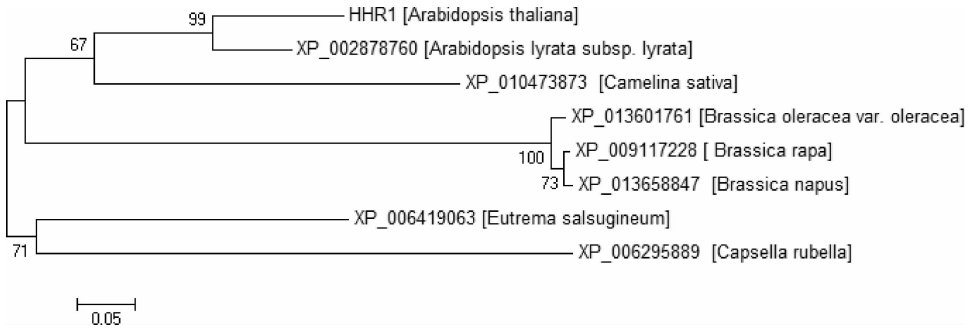 HHR1 [Arabidopsis thaliana]
99
67
XP_002878760 [Arabidopsis lyrata subsp. lyrata]
XP_010473873 [Camelina sativa]
XP_013601761 [Brassica oleracea var. oleracea]
100
XP_009117228 [ Brassica rapa]
73
XP_013658847 [Brassica napus]
XP_006419063 [Eutrema salsugineum]
71
XP_006295889 [Capsella rubella]
0.05